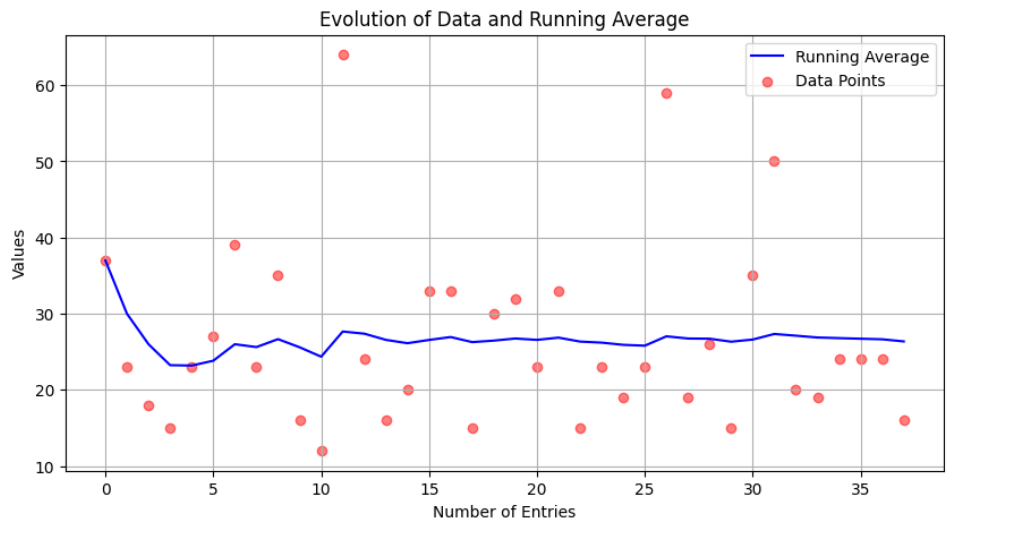 Evolution of Data and Running Average
Running Average
Data Points
Values
60
50
40
30
20
10
0 5 10 15 20 25 30 35
Number of Entries